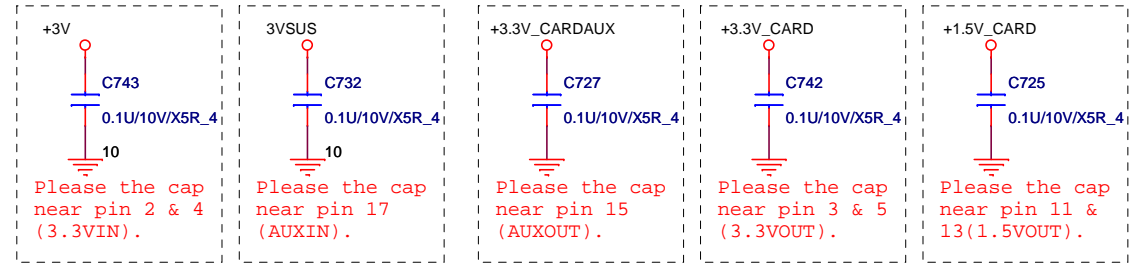 +3V
C743
0.1U/10V/X5R_4
10
Please the cap
near pin 2 & 4
(3.3VIN).
3VSUS
C732
0.1U/10V/X5R_4
10
Please the cap
near pin 17
(AUXIN).
+3.3V_CARDAUX
C727
0.1U/10V/X5R_4
Please the cap
near pin 15
(AUXOUT).
+3.3V_CARD
C742
0.1U/10V/X5R_4
Please the cap
near pin 3 & 5
(3.3VOUT).
+1.5V_CARD
C725
0.1U/10V/X5R_4
Please the cap
near pin 11 &
13(1.5VOUT).